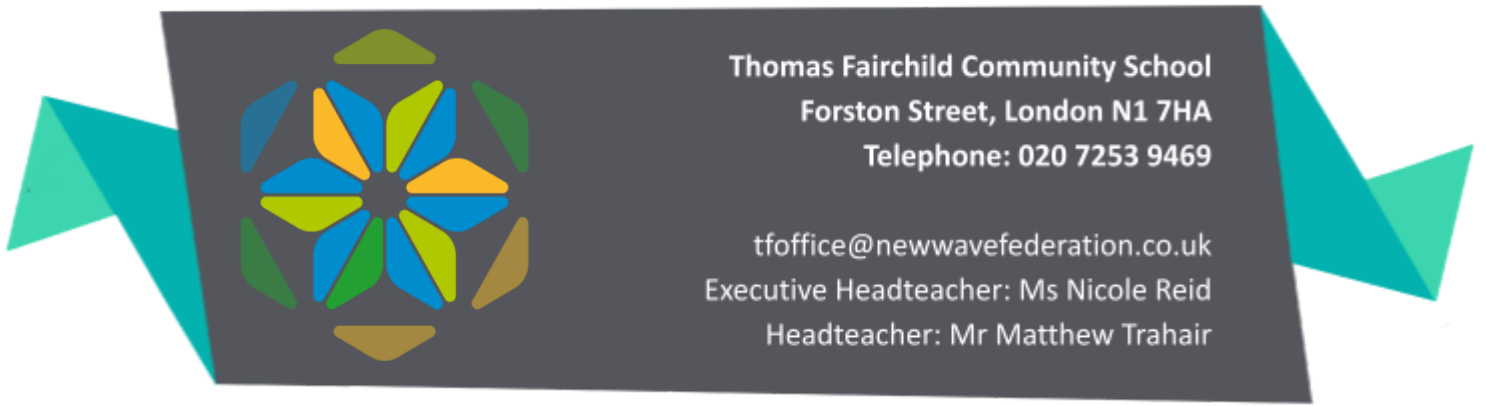 Thomas Fairchild Community School
Forston Street, London N1 7HA
Telephone: 020 7253 9469
tfoffice@newwavefederation.co.uk
Executive Headteacher: Ms Nicole Reid
Headteacher: Mr Matthew Trahair